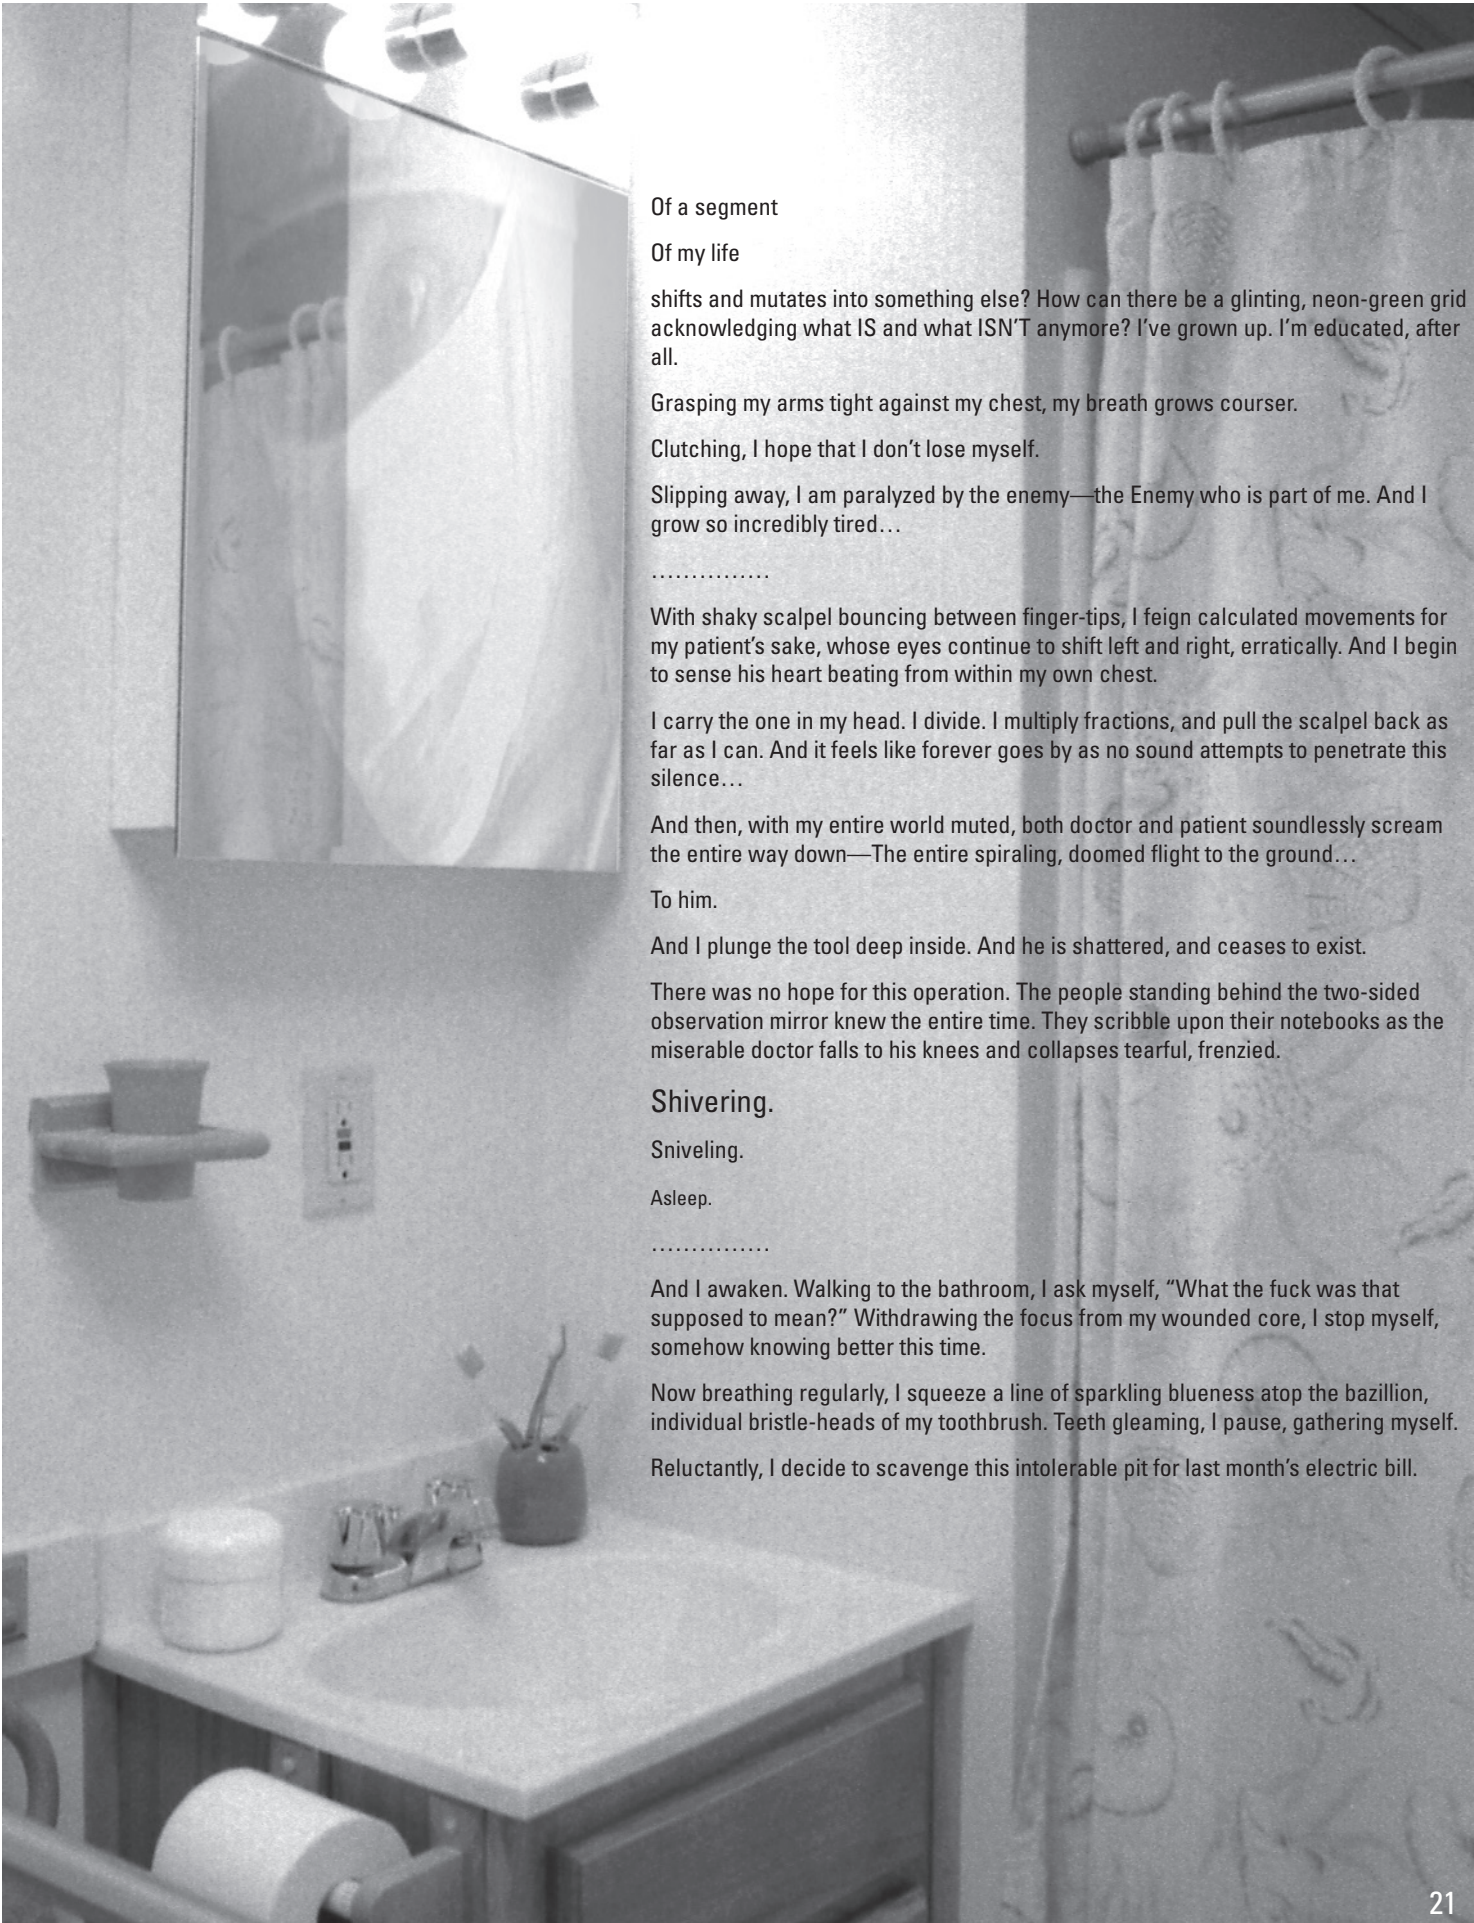 Of a segment
Of my life
shifts and mutates into something else? How can there be a glinting, neon-green grid
acknowledging what IS and what ISN'T anymore? I've grown up. I'm educated, after
all.
Grasping my arms tight against my chest, my breath grows courser.
Clutching, I hope that I don't lose myself.
Slipping away, I am paralyzed by the enemy—the Enemy who is part of me. And I
grow so incredibly tired…
……………
With shaky scalpel bouncing between finger-tips, I feign calculated movements for
my patient's sake, whose eyes continue to shift left and right, erratically. And I begin
to sense his heart beating from within my own chest.
I carry the one in my head. I divide. I multiply fractions, and pull the scalpel back as
far as I can. And it feels like forever goes by as no sound attempts to penetrate this
silence…
And then, with my entire world muted, both doctor and patient soundlessly scream
the entire way down—The entire spiraling, doomed flight to the ground…
To him.
And I plunge the tool deep inside. And he is shattered, and ceases to exist.
There was no hope for this operation. The people standing behind the two-sided
observation mirror knew the entire time. They scribble upon their notebooks as the
miserable doctor falls to his knees and collapses tearful, frenzied.
Shivering.
Sniveling.
Asleep.
……………
And I awaken. Walking to the bathroom, I ask myself, “What the fuck was that
supposed to mean?” Withdrawing the focus from my wounded core, I stop myself,
somehow knowing better this time.
Now breathing regularly, I squeeze a line of sparkling blueness atop the bazillion,
individual bristle-heads of my toothbrush. Teeth gleaming, I pause, gathering myself.
Reluctantly, I decide to scavenge this intolerable pit for last month's electric bill.
21